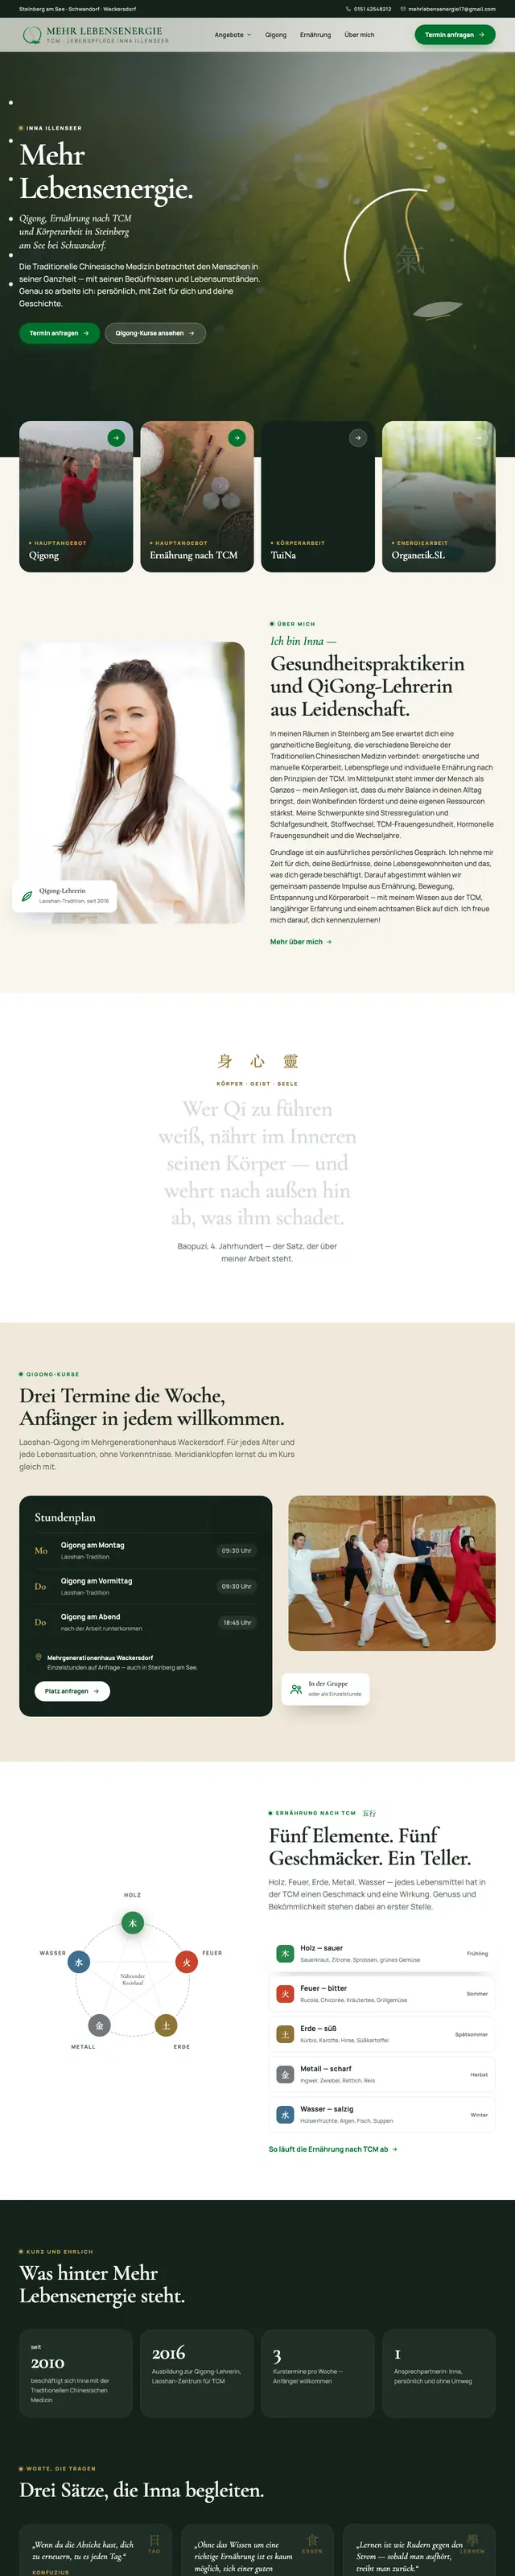 Steinberg am See · Schwandorf · Wackersdorf
0151 42548212
mehrlebensenergie17@gmail.com
MEHR LEBENSENERGIE
TCM · LEBENSPFLEGE INNA ILLENSEER
Angebote
Qigong
Ernährung
Über mich
Termin anfragen
INNA ILLENSEER
Mehr
Lebensenergie.
Qigong, Ernährung nach TCM
und Körperarbeit in Steinberg
am See bei Schwandorf.
Die Traditionelle Chinesische Medizin betrachtet den Menschen in
seiner Ganzheit — mit seinen Bedürfnissen und Lebensumständen.
Genau so arbeite ich: persönlich, mit Zeit für dich und deine
Geschichte.
Termin anfragen
Qigong-Kurse ansehen
氣
HAUPTANGEBOT
Qigong
HAUPTANGEBOT
Ernährung nach TCM
KÖRPERARBEIT
TuiNa
ENERGIEARBEIT
Organetik.SL
ÜBER MICH
Ich bin Inna —
Gesundheitspraktikerin
und QiGong-Lehrerin
aus Leidenschaft.
In meinen Räumen in Steinberg am See erwartet dich eine
ganzheitliche Begleitung, die verschiedene Bereiche der
Traditionellen Chinesischen Medizin verbindet: energetische und
manuelle Körperarbeit, Lebenspflege und individuelle Ernährung nach
den Prinzipien der TCM. Im Mittelpunkt steht immer der Mensch als
Ganzes — mein Anliegen ist, dass du mehr Balance in deinen Alltag
bringst, dein Wohlbefinden förderst und deine eigenen Ressourcen
stärkst. Meine Schwerpunkte sind Stressregulation und
Schlafgesundheit, Stoffwechsel, TCM-Frauengesundheit, Hormonelle
Frauengesundheit und die Wechseljahre.
Grundlage ist ein ausführliches persönliches Gespräch. Ich nehme mir
Zeit für dich, deine Bedürfnisse, deine Lebensgewohnheiten und das,
was dich gerade beschäftigt. Darauf abgestimmt wählen wir
gemeinsam passende Impulse aus Ernährung, Bewegung,
Entspannung und Körperarbeit — mit meinem Wissen aus der TCM,
langjähriger Erfahrung und einem achtsamen Blick auf dich. Ich freue
mich darauf, dich kennenzulernen!
Mehr über mich
Qigong-Lehrerin
Laoshan-Tradition, seit 2016
身 心 靈
KÖRPER · GEIST · SEELE
Wer Qi zu führen
weiß, nährt im Inneren
seinen Körper — und
wehrt nach außen hin
ab, was ihm schadet.
Baopuzi, 4. Jahrhundert — der Satz, der über
meiner Arbeit steht.
QIGONG-KURSE
Drei Termine die Woche,
Anfänger in jedem willkommen.
Laoshan-Qigong im Mehrgenerationenhaus Wackersdorf. Für jedes Alter und
jede Lebenssituation, ohne Vorkenntnisse. Meridianklopfen lernst du im Kurs
gleich mit.
Stundenplan
Mo
Qigong am Montag
Laoshan-Tradition
09:30 Uhr
Do
Qigong am Vormittag
Laoshan-Tradition
09:30 Uhr
Do
Qigong am Abend
nach der Arbeit runterkommen
18:45 Uhr
Mehrgenerationenhaus Wackersdorf
Einzelstunden auf Anfrage — auch in Steinberg am See.
Platz anfragen
In der Gruppe
oder als Einzelstunde
ERNÄHRUNG NACH TCM 五行
Fünf Elemente. Fünf
Geschmäcker. Ein Teller.
Holz, Feuer, Erde, Metall, Wasser — jedes Lebensmittel hat in
der TCM einen Geschmack und eine Wirkung. Genuss und
Bekömmlichkeit stehen dabei an erster Stelle.
HOLZ
木
WASSER
水
火
FEUER
Nährender
Kreislauf
金
土
METALL
ERDE
木
Holz — sauer
Sauerkraut, Zitrone, Sprossen, grünes Gemüse
Frühling
火
Feuer — bitter
Rucola, Chicorée, Kräutertee, Grillgemüse
Sommer
土
Erde — süß
Kürbis, Karotte, Hirse, Süßkartoffel
Spätsommer
金
Metall — scharf
Ingwer, Zwiebel, Rettich, Reis
Herbst
水
Wasser — salzig
Hülsenfrüchte, Algen, Fisch, Suppen
Winter
So läuft die Ernährung nach TCM ab
KURZ UND EHRLICH
Was hinter Mehr
Lebensenergie steht.
seit
2010
beschäftigt sich Inna mit der
Traditionellen Chinesischen
Medizin
2016
Ausbildung zur Qigong-Lehrerin,
Laoshan-Zentrum für TCM
3
Kurstermine pro Woche —
Anfänger willkommen
1
Ansprechpartnerin: Inna,
persönlich und ohne Umweg
WORTE, DIE TRAGEN
Drei Sätze, die Inna begleiten.
日
TAG
„Wenn du die Absicht hast, dich
zu erneuern, tu es jeden Tag.“
KONFUZIUS
食
ESSEN
„Ohne das Wissen um eine
richtige Ernährung ist es kaum
möglich, sich einer guten
學
LERNEN
„Lernen ist wie Rudern gegen den
Strom — sobald man aufhört,
treibt man zurück.“